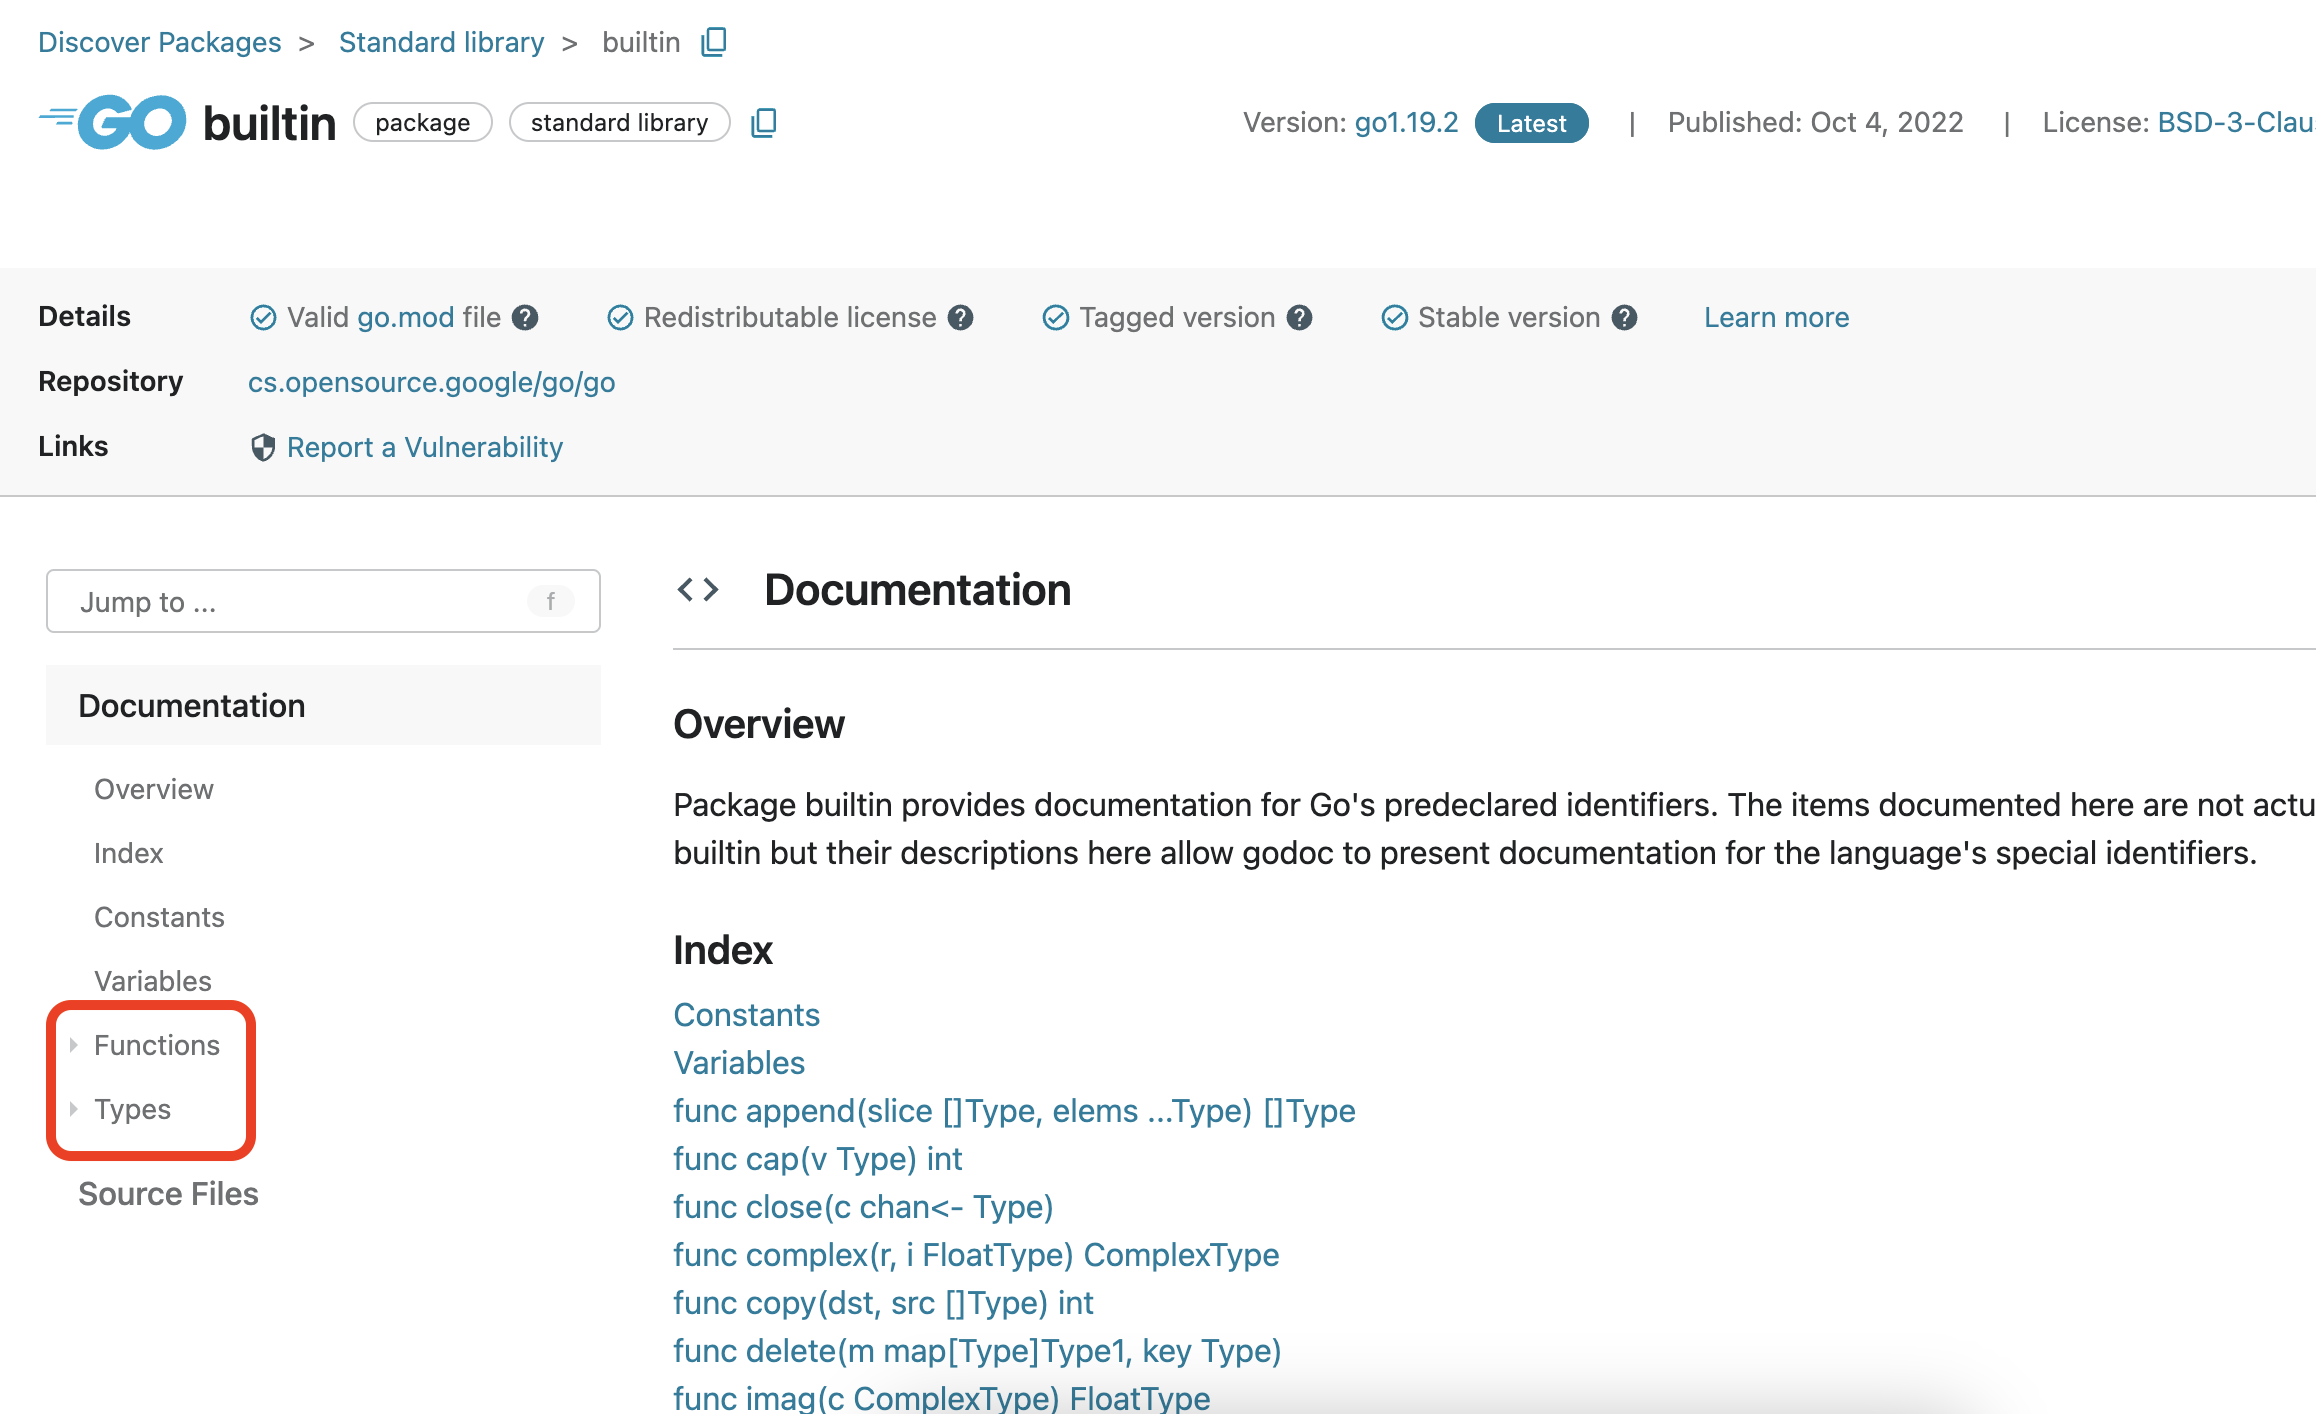 Discover Packages > Standard library > builtin
GO builtin package standard library Version: go1.19.2 Latest | Published: Oct 4, 2022 | License: BSD-3-Clau
Details Valid go.mod file ? Redistributable license ? Tagged version ? Stable version ? Learn more
Repository cs.opensource.google/go/go
Links Report a Vulnerability
Jump to ... f
Documentation
Overview
Index
Constants
Variables
Functions
Types
Source Files
<> Documentation
Overview
Package builtin provides documentation for Go's predeclared identifiers. The items documented here are not actu
builtin but their descriptions here allow godoc to present documentation for the language's special identifiers.
Index
Constants
Variables
func append(slice []Type, elems ...Type) []Type
func cap(v Type) int
func close(c chan<- Type)
func complex(r, i FloatType) ComplexType
func copy(dst, src []Type) int
func delete(m map[Type]Type1, key Type)
func imag(c ComplexType) FloatType